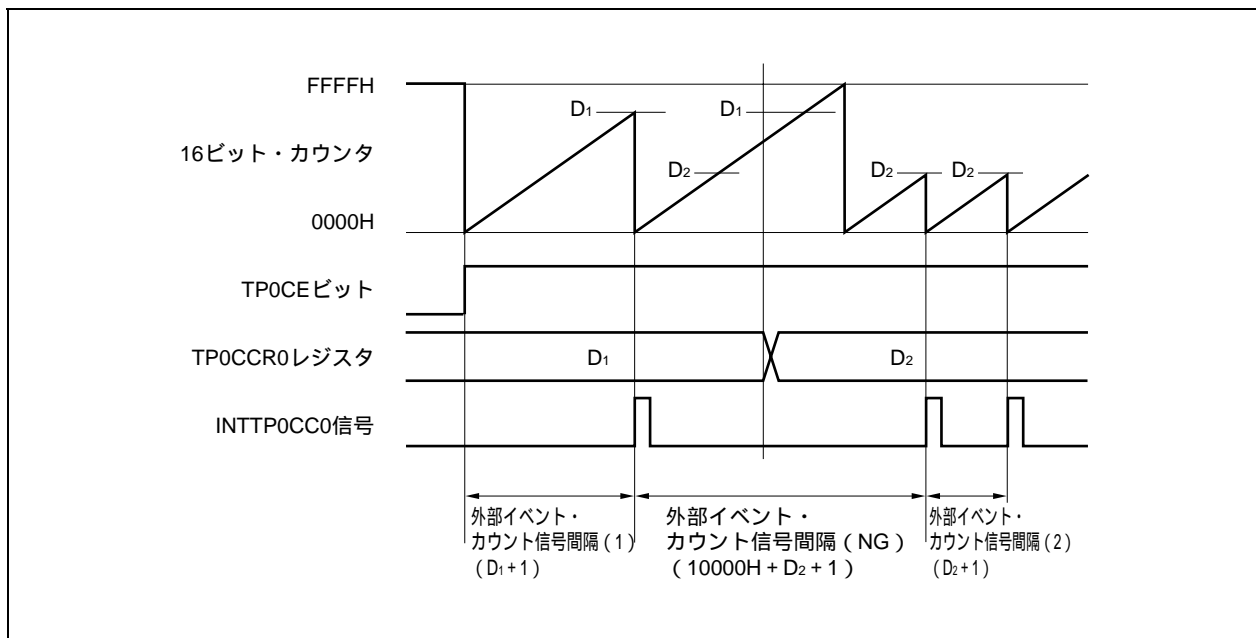 FFFFH
D1
D1
16ビット・カウンタ
D2
D2
D2
0000H
TP0CEビット
TP0CCR0レジスタ
D1
D2
INTTP0CC0信号
外部イベント・
カウント信号間隔(1)
(D1+1)
外部イベント・
カウント信号間隔(NG)
(10000H + D2 + 1)
外部イベント・
カウント信号間隔(2)
(D2+1)